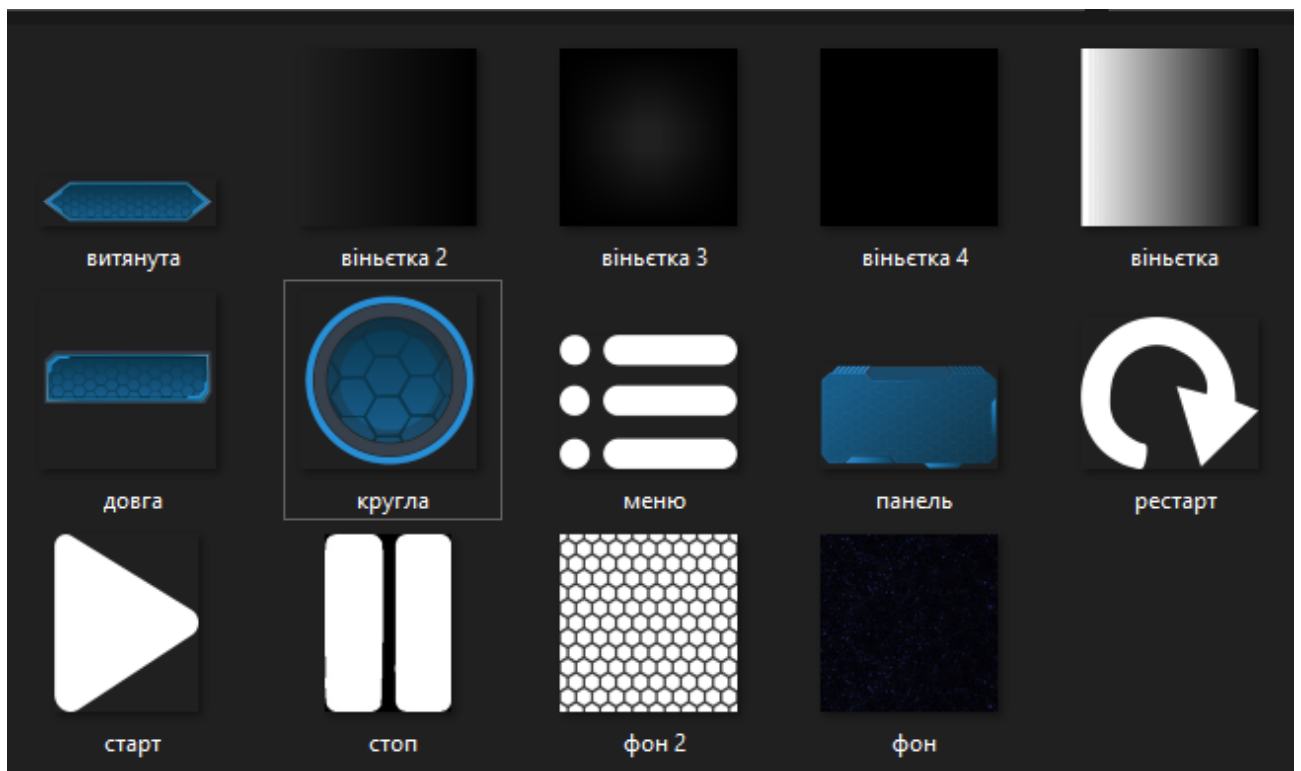 витянута
віньєтка 2
віньєтка 3
віньєтка 4
віньєтка
довга
кругла
меню
панель
рестарт
старт
стоп
фон 2
фон